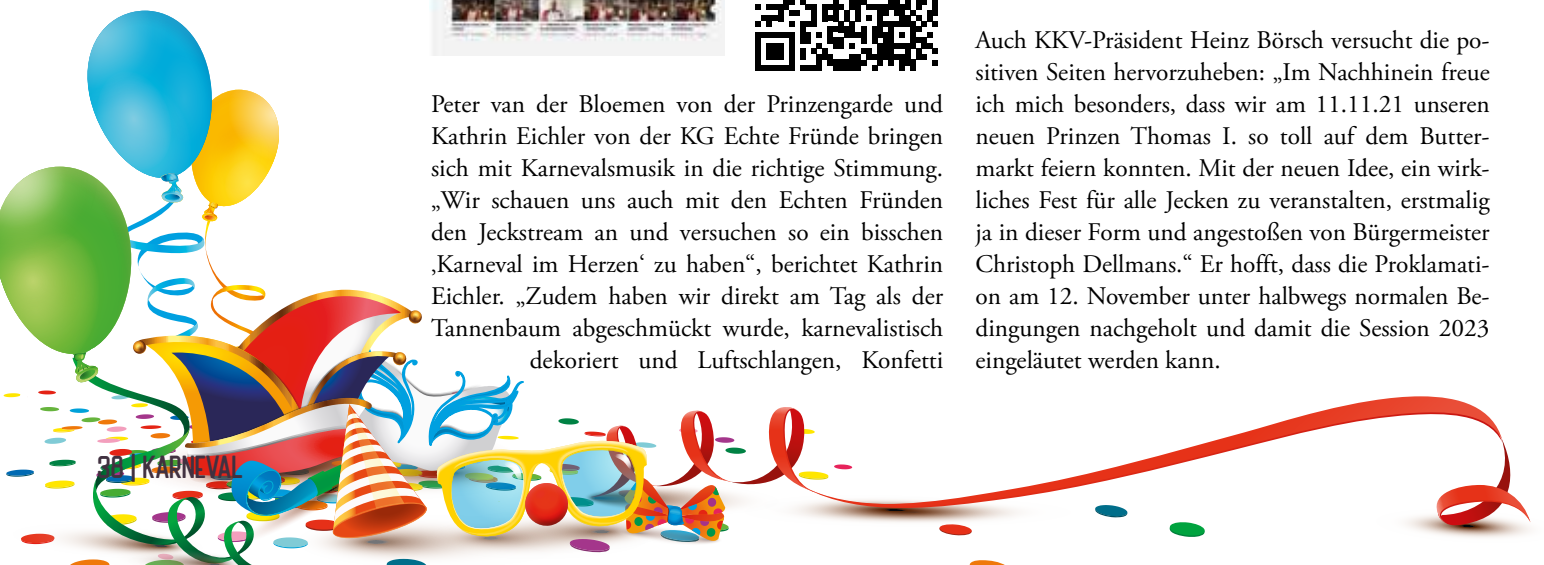 Peter van der Bloemen von der Prinzengarde und
Kathrin Eichler von der KG Echte Fründe bringen
sich mit Karnevalsmusik in die richtige Stimmung.
„Wir schauen uns auch mit den Echten Fründen
den Jeckstream an und versuchen so ein bisschen
‚Karneval im Herzen‘ zu haben“, berichtet Kathrin
Eichler. „Zudem haben wir direkt am Tag als der
Tannenbaum abgeschmückt wurde, karnevalistisch
dekoriert und Luftschlangen, Konfetti
Auch KKV-Präsident Heinz Börsch versucht die po-
sitiven Seiten hervorzuheben: „Im Nachhinein freue
ich mich besonders, dass wir am 11.11.21 unseren
neuen Prinzen Thomas I. so toll auf dem Butter-
markt feiern konnten. Mit der neuen Idee, ein wirk-
liches Fest für alle Jecken zu veranstalten, erstmalig
ja in dieser Form und angestoßen von Bürgermeister
Christoph Dellmans.“ Er hofft, dass die Proklamati-
on am 12. November unter halbwegs normalen Be-
dingungen nachgeholt und damit die Session 2023
eingeläutet werden kann.
38 | KARNEVAL